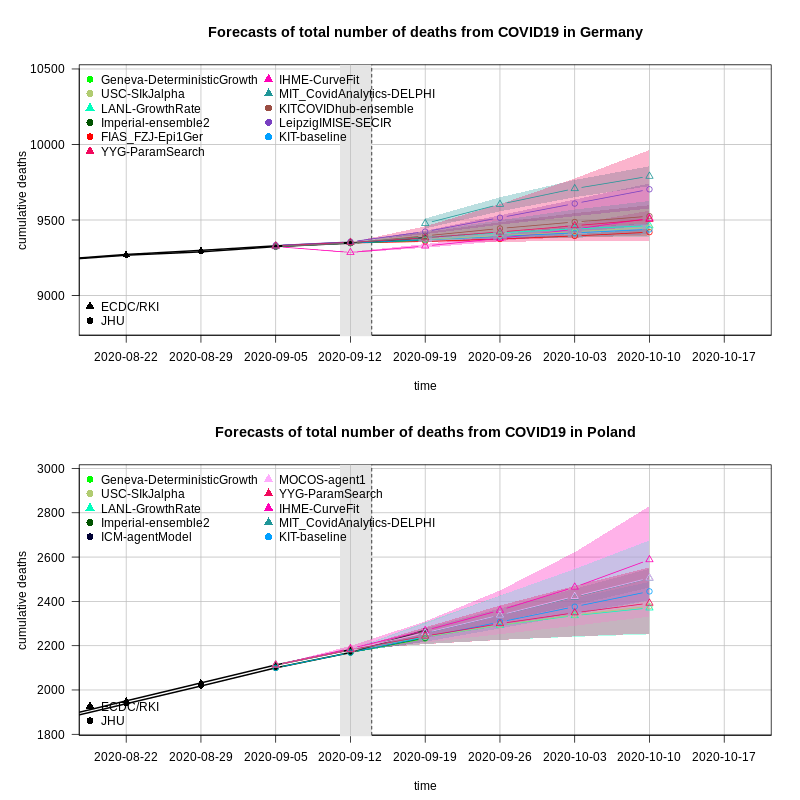 Forecasts of total number of deaths from COVID19 in Germany
cumulative deaths
10500
10000
9500
9000
Geneva-DeterministicGrowth
USC-SIkJalpha
LANL-GrowthRate
Imperial-ensemble2
FIAS_FZJ-Epi1Ger
YYG-ParamSearch
IHME-CurveFit
MIT_CovidAnalytics-DELPHI
KITCOVIDhub-ensemble
LeipzigIMISE-SECIR
KIT-baseline
ECDC/RKI
JHU
2020-08-22 2020-08-29 2020-09-05 2020-09-12 2020-09-19 2020-09-26 2020-10-03 2020-10-10 2020-10-17
time
Forecasts of total number of deaths from COVID19 in Poland
cumulative deaths
3000
2800
2600
2400
2200
2000
1800
Geneva-DeterministicGrowth
USC-SIkJalpha
LANL-GrowthRate
Imperial-ensemble2
ICM-agentModel
MOCOS-agent1
YYG-ParamSearch
IHME-CurveFit
MIT_CovidAnalytics-DELPHI
KIT-baseline
ECDC/RKI
JHU
2020-08-22 2020-08-29 2020-09-05 2020-09-12 2020-09-19 2020-09-26 2020-10-03 2020-10-10 2020-10-17
time